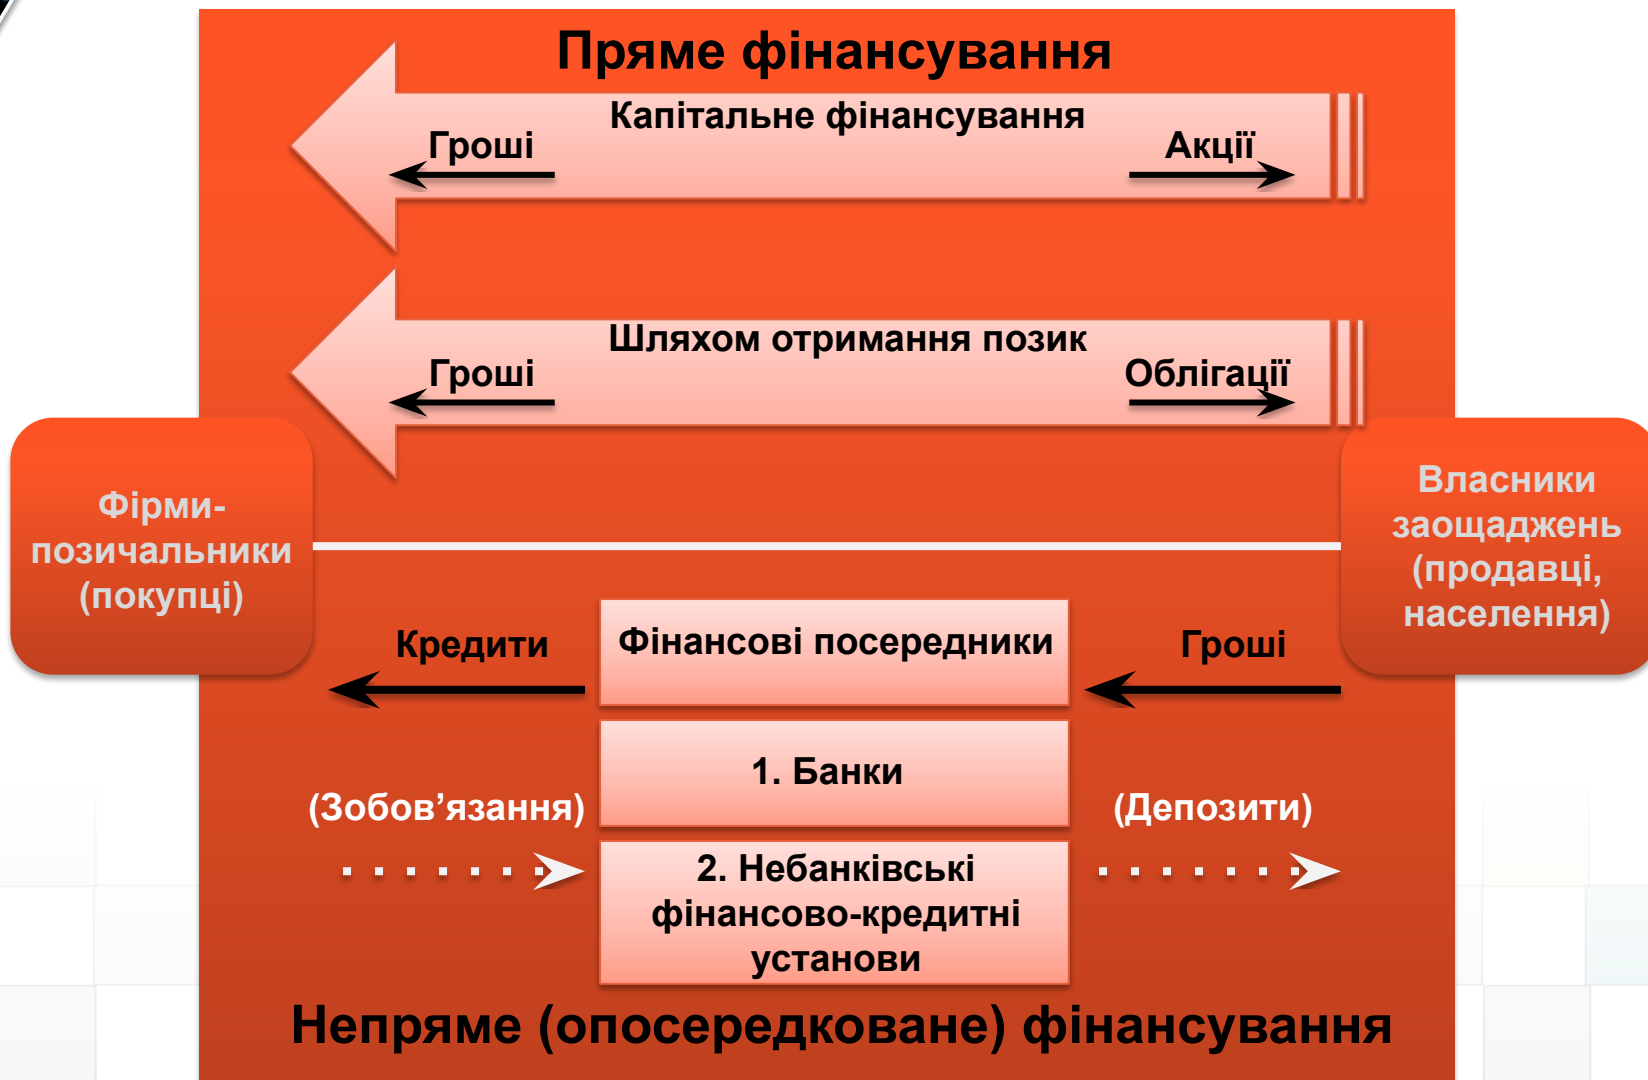 Пряме фінансування
Капітальне фінансування
Гроші
Акції
Шляхом отримання позик
Гроші
Облігації
Фірми-
позичальники
(покупці)
Власники
заощаджень
(продавці,
населення)
Кредити
Фінансові посередники
Гроші
1. Банки
(Зобов’язання)
(Депозити)
2. Небанківські
фінансово-кредитні
установи
Непряме (опосередковане) фінансування